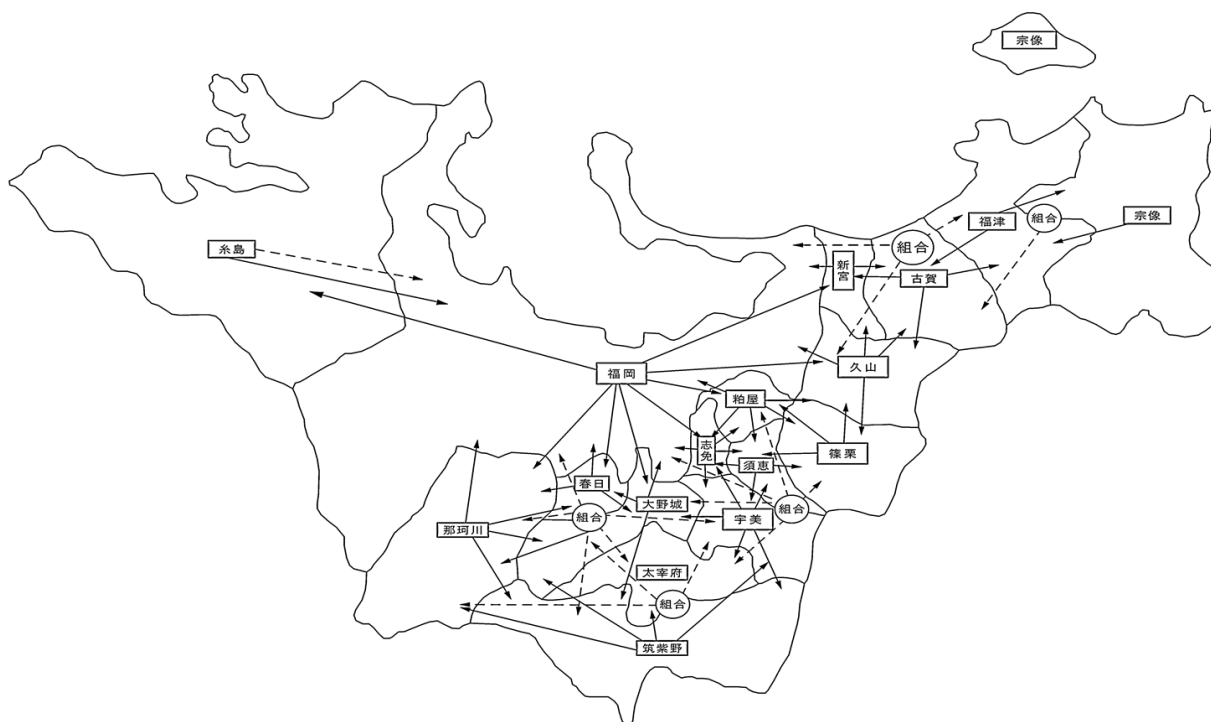 宗像
福津
組合
宗像
糸島
組合
新宮
古賀
久山
福岡
粕屋
志免
篠栗
須恵
春日
大野城
組合
組合
宇美
那珂川
太宰府
組合
筑紫野